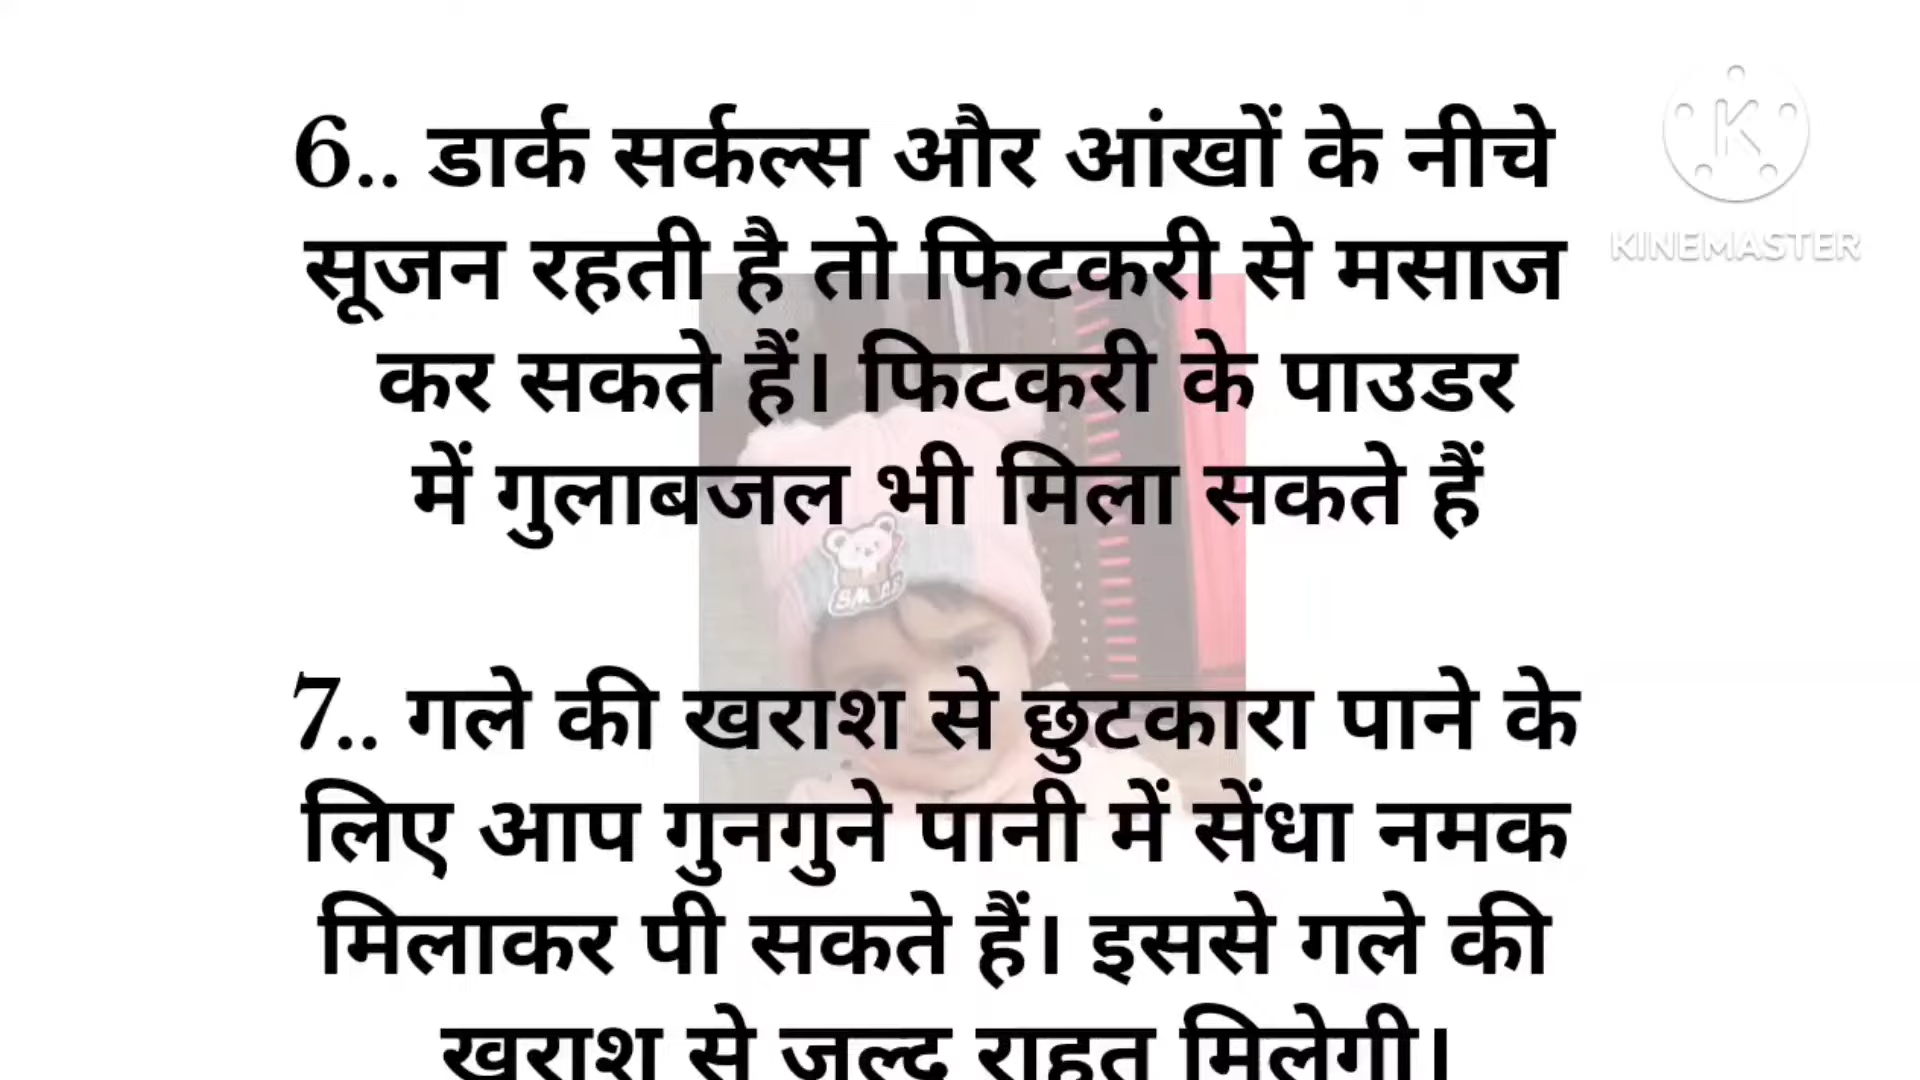 6.. डार्क सर्कल्स और आंखों के नीचे
सूजन रहती है तो फिटकरी से मसाज
कर सकते हैं। फिटकरी के पाउडर
में गुलाबजल भी मिला सकते हैं
7.. गले की खराश से छुटकारा पाने के
लिए आप गुनगुने पानी में सेंधा नमक
मिलाकर पी सकते हैं। इससे गले की
खराश से जल्द राहत मिलेगी।
K
KINEMASTER